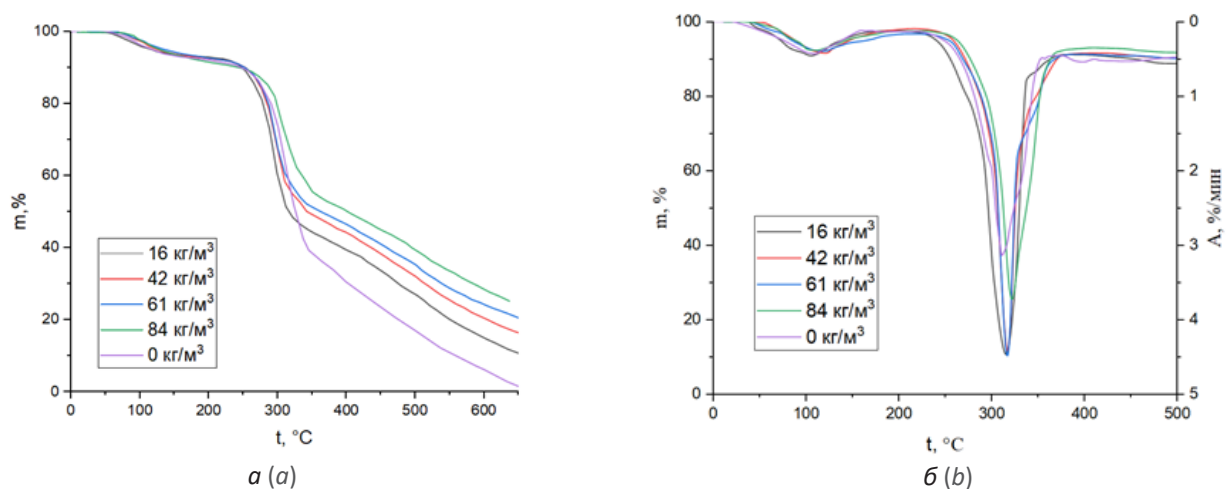 100
80
60
40
20
0
m,%
16 кг/м³
42 кг/м³
61 кг/м³
84 кг/м³
0 кг/м³
0 100 200 300 400 500 600
t, °C
а (a)
100
80
60
40
20
0
m, %
16 кг/м³
42 кг/м³
61 кг/м³
84 кг/м³
0 кг/м³
0
1
2
3
4
5
A, %/мин
0 100 200 300 400 500
t, °C
б (b)